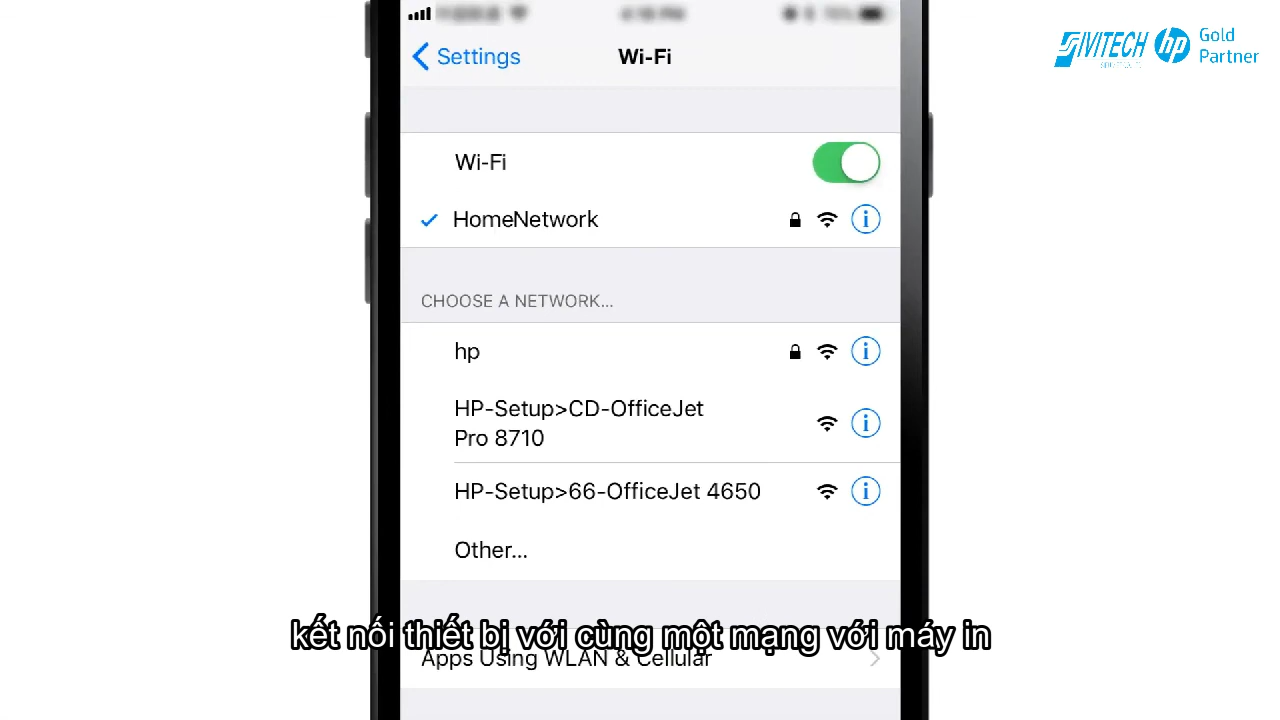 Settings
Wi-Fi
Wi-Fi
HomeNetwork
CHOOSE A NETWORK...
hp
HP-Setup>CD-OfficeJet
Pro 8710
HP-Setup>66-OfficeJet 4650
Other...
kết nối thiết bị với cùng một mạng với máy in
Apps Using WLAN & Cellular
SIVITECH
hp
Gold
Partner